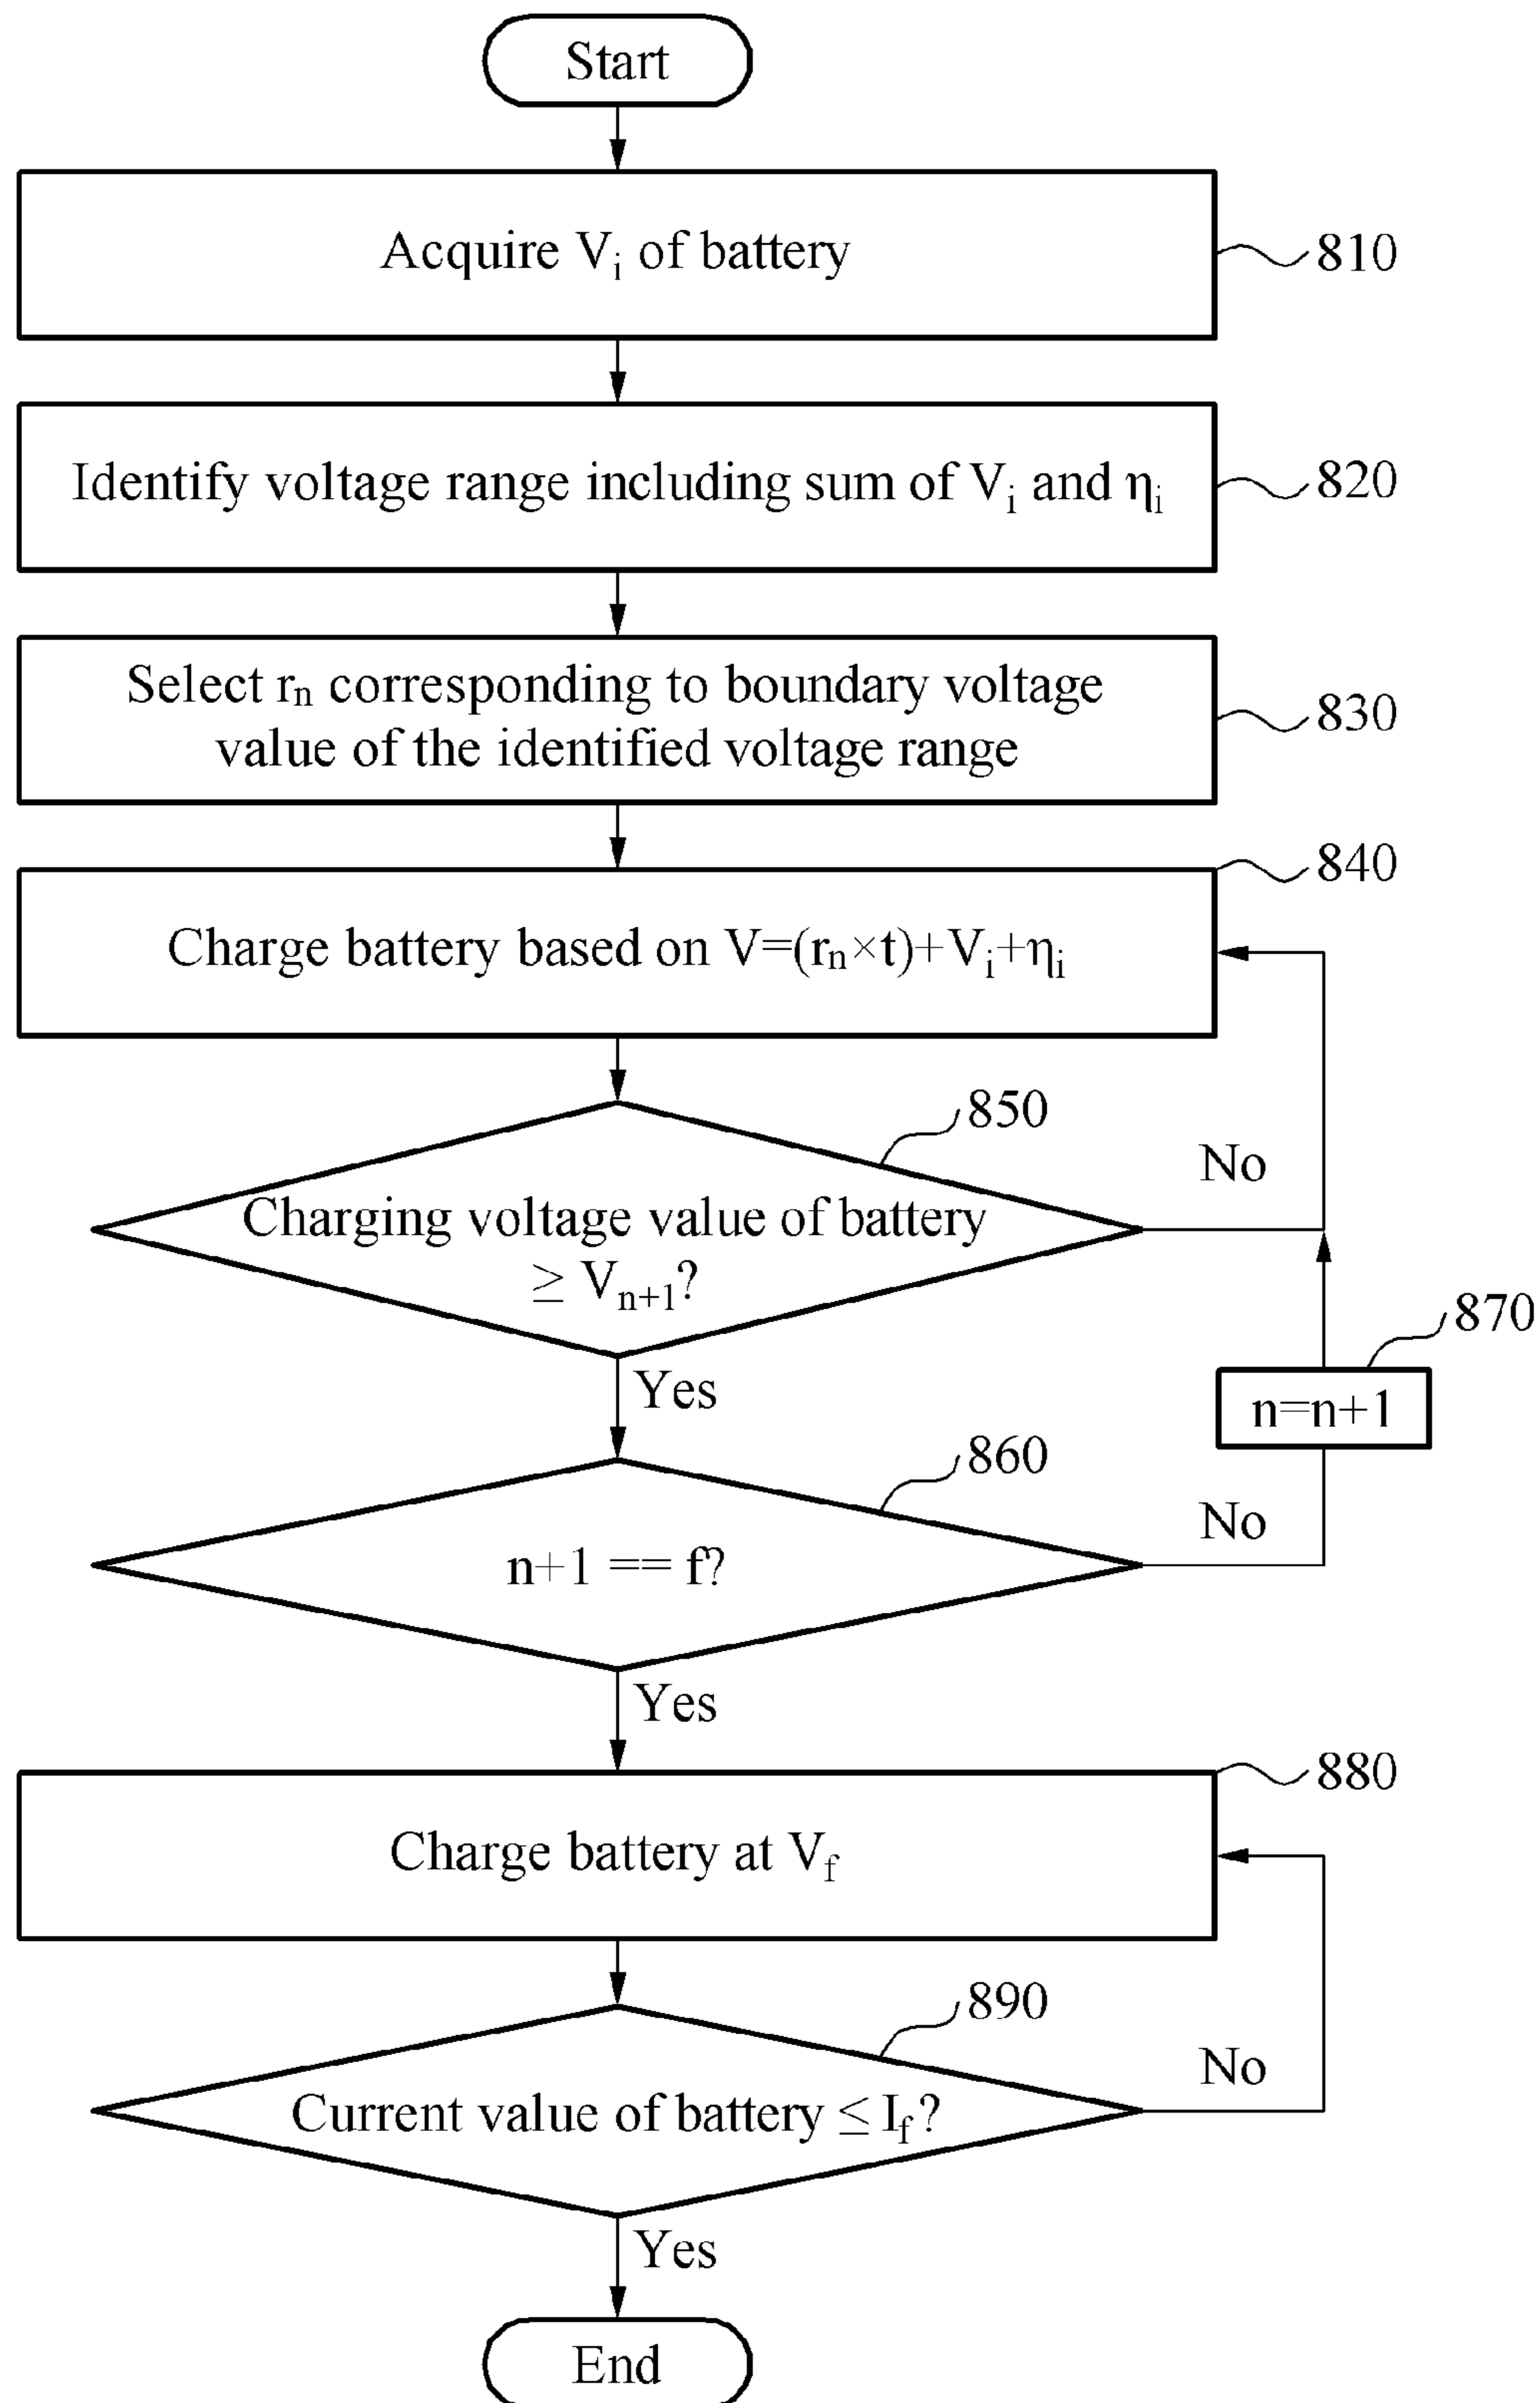 Start
Acquire Vᵢ of battery
810
Identify voltage range including sum of Vᵢ and ηᵢ
820
Select rₙ corresponding to boundary voltage
value of the identified voltage range
830
840
Charge battery based on V=(rₙ×t)+Vᵢ+ηᵢ
850
No
Charging voltage value of battery
≥ Vₙ₊₁?
870
Yes
n=n+1
860
No
n+1 == f?
Yes
880
Charge battery at V_f
890
No
Current value of battery ≤ I_f?
Yes
End